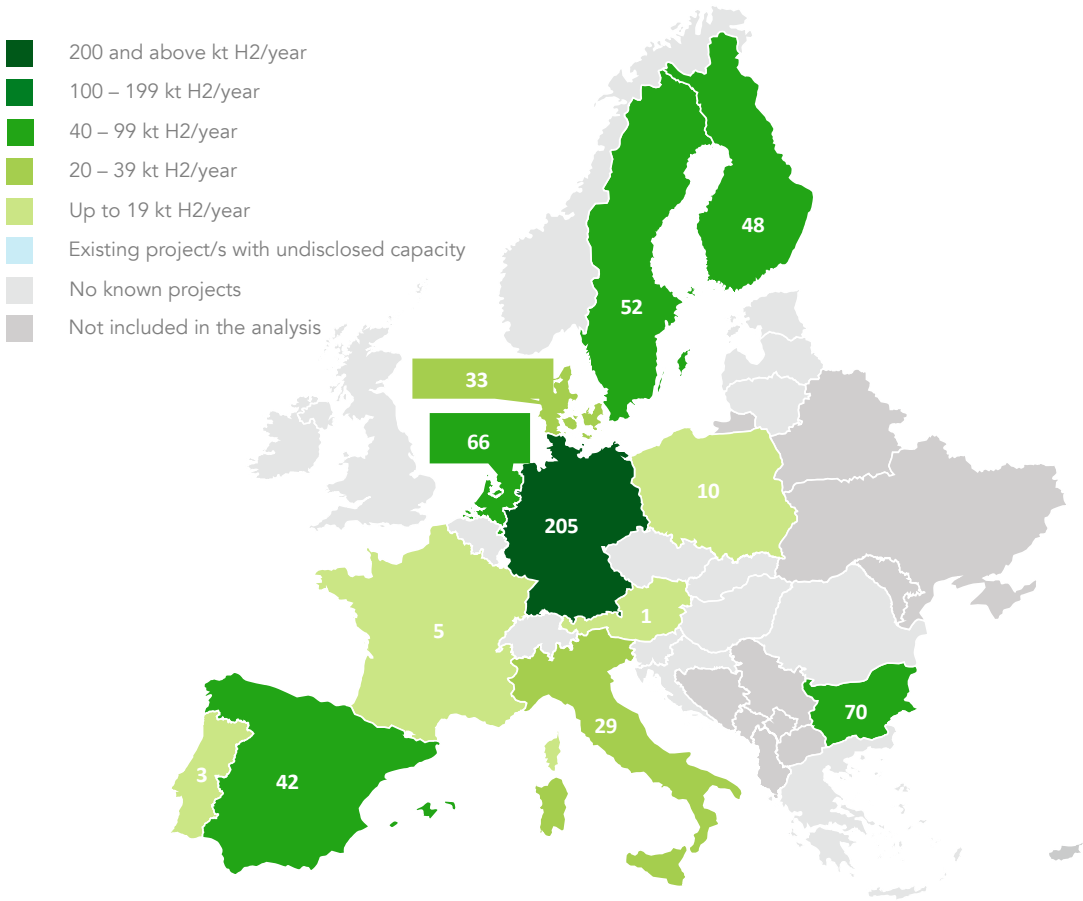 200 and above kt H2/year
100 – 199 kt H2/year
40 – 99 kt H2/year
20 – 39 kt H2/year
Up to 19 kt H2/year
Existing project/s with undisclosed capacity
No known projects
Not included in the analysis
48
52
33
66
10
205
1
5
70
29
3
42